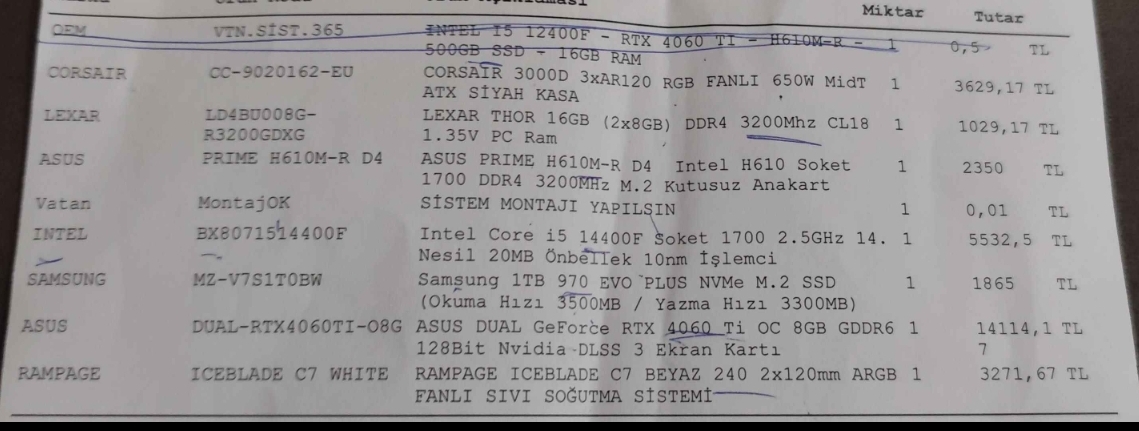 Miktar Tutar
OEM VTN.SİST.365 INTEL I5 12400F - RTX 4060 TI - H610M-R - 1 0,5 TL
500GB SSD - 16GB RAM
CORSAIR CC-9020162-EU CORSAIR 3000D 3xAR120 RGB FANLI 650W MidT 1 3629,17 TL
ATX SİYAH KASA
LEXAR LD4BU008G- LEXAR THOR 16GB (2x8GB) DDR4 3200Mhz CL18 1 1029,17 TL
R3200GDXG 1.35V PC Ram
ASUS PRIME H610M-R D4 ASUS PRIME H610M-R D4 Intel H610 Soket 1 2350 TL
1700 DDR4 3200MHz M.2 Kutusuz Anakart
Vatan MontajOK SİSTEM MONTAJI YAPILSIN 1 0,01 TL
INTEL BX8071514400F Intel Core i5 14400F Soket 1700 2.5GHz 14. 1 5532,5 TL
Nesil 20MB Önbellek 10nm İşlemci
SAMSUNG MZ-V7S1T0BW Samsung 1TB 970 EVO PLUS NVMe M.2 SSD 1 1865 TL
(Okuma Hızı 3500MB / Yazma Hızı 3300MB)
ASUS DUAL-RTX4060TI-O8G ASUS DUAL GeForce RTX 4060 Ti OC 8GB GDDR6 1 14114,1 TL
128Bit Nvidia DLSS 3 Ekran Kartı 7
RAMPAGE ICEBLADE C7 WHITE RAMPAGE ICEBLADE C7 BEYAZ 240 2x120mm ARGB 1 3271,67 TL
FANLI SIVI SOĞUTMA SİSTEMİ